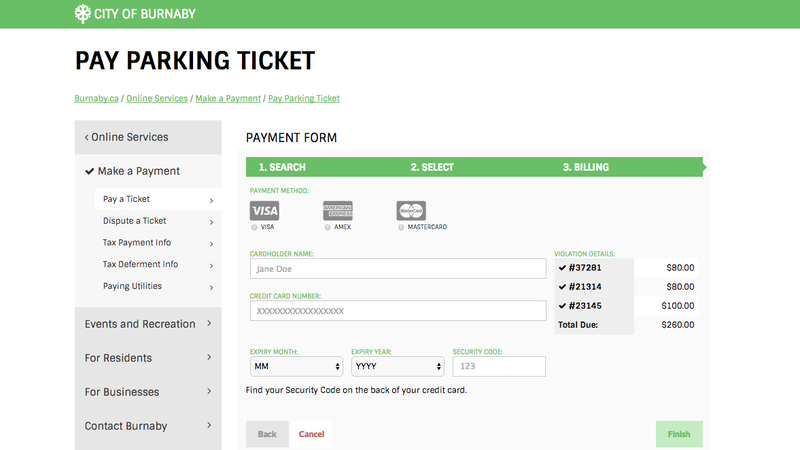 CITY OF BURNABY
PAY PARKING TICKET
Burnaby.ca / Online Services / Make a Payment / Pay Parking Ticket
‹ Online Services
Make a Payment
Pay a Ticket ›
Dispute a Ticket ›
Tax Payment Info ›
Tax Deferment Info ›
Paying Utilities ›
Events and Recreation ›
For Residents ›
For Businesses ›
Contact Burnaby ›
PAYMENT FORM
1. SEARCH 2. SELECT 3. BILLING
PAYMENT METHOD:
VISA AMERICAN EXPRESS MasterCard
VISA AMEX MASTERCARD
CARDHOLDER NAME:
Jane Doe
CREDIT CARD NUMBER:
XXXXXXXXXXXXXXXXX
EXPIRY MONTH: EXPIRY YEAR: SECURITY CODE:
MM YYYY 123
Find your Security Code on the back of your credit card.
VIOLATION DETAILS:
#37281 $80.00
#21314 $80.00
#23145 $100.00
Total Due: $260.00
Back Cancel Finish